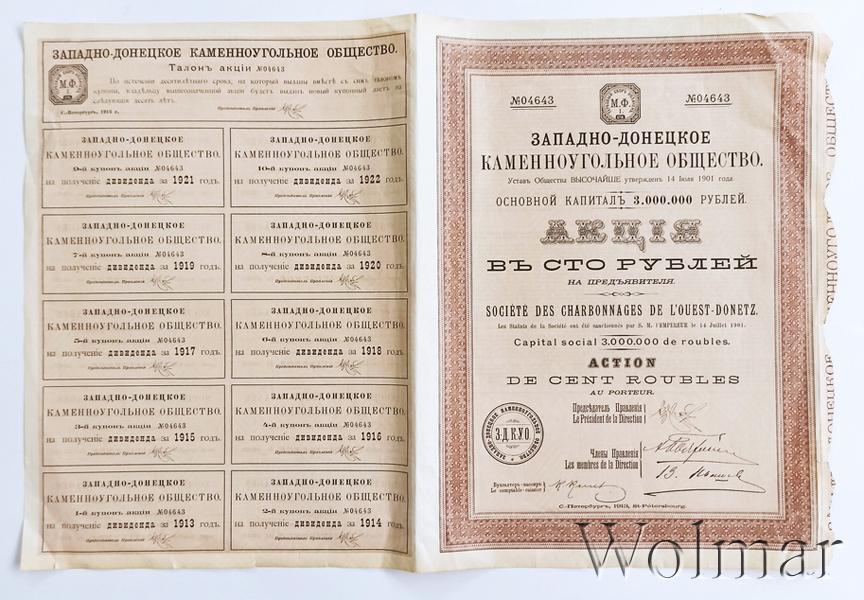 ЗАПАДНО-ДОНЕЦКОЕ КАМЕННОУГОЛЬНОЕ ОБЩЕСТВО.
Талонъ акціи №04643
М.Ф.
По истеченіи десятилѣтняго срока, на который выданы вмѣстѣ съ симъ талономъ
купоны, владѣльцу вышеозначенной акціи будетъ выданъ новый купонный листъ на
слѣдующія десять лѣтъ.
Предсѣдатель Правленія
С.-Петербургъ, 1913 г.
ЗАПАДНО-ДОНЕЦКОЕ
КАМЕННОУГОЛЬНОЕ ОБЩЕСТВО.
9-й купонъ акціи №04643
на полученіе дивиденда за 1921 годъ.
Предсѣдатель Правленія
ЗАПАДНО-ДОНЕЦКОЕ
КАМЕННОУГОЛЬНОЕ ОБЩЕСТВО.
10-й купонъ акціи №04643
на полученіе дивиденда за 1922 годъ.
Предсѣдатель Правленія
ЗАПАДНО-ДОНЕЦКОЕ
КАМЕННОУГОЛЬНОЕ ОБЩЕСТВО.
7-й купонъ акціи №04643
на полученіе дивиденда за 1919 годъ.
Предсѣдатель Правленія
ЗАПАДНО-ДОНЕЦКОЕ
КАМЕННОУГОЛЬНОЕ ОБЩЕСТВО.
8-й купонъ акціи №04643
на полученіе дивиденда за 1920 годъ.
Предсѣдатель Правленія
ЗАПАДНО-ДОНЕЦКОЕ
КАМЕННОУГОЛЬНОЕ ОБЩЕСТВО.
5-й купонъ акціи №04643
на полученіе дивиденда за 1917 годъ.
Предсѣдатель Правленія
ЗАПАДНО-ДОНЕЦКОЕ
КАМЕННОУГОЛЬНОЕ ОБЩЕСТВО.
6-й купонъ акціи №04643
на полученіе дивиденда за 1918 годъ.
Предсѣдатель Правленія
ЗАПАДНО-ДОНЕЦКОЕ
КАМЕННОУГОЛЬНОЕ ОБЩЕСТВО.
3-й купонъ акціи №04643
на полученіе дивиденда за 1915 годъ.
Предсѣдатель Правленія
ЗАПАДНО-ДОНЕЦКОЕ
КАМЕННОУГОЛЬНОЕ ОБЩЕСТВО.
4-й купонъ акціи №04643
на полученіе дивиденда за 1916 годъ.
Предсѣдатель Правленія
ЗАПАДНО-ДОНЕЦКОЕ
КАМЕННОУГОЛЬНОЕ ОБЩЕСТВО.
1-й купонъ акціи №04643
на полученіе дивиденда за 1913 годъ.
Предсѣдатель Правленія
ЗАПАДНО-ДОНЕЦКОЕ
КАМЕННОУГОЛЬНОЕ ОБЩЕСТВО.
2-й купонъ акціи №04643
на полученіе дивиденда за 1914 годъ.
Предсѣдатель Правленія
№04643
М.Ф.
1.
№04643
ЗАПАДНО-ДОНЕЦКОЕ
КАМЕННОУГОЛЬНОЕ ОБЩЕСТВО.
Уставъ Общества ВЫСОЧАЙШЕ утвержденъ 14 Іюля 1901 года
ОСНОВНОЙ КАПИТАЛЪ 3.000.000 РУБЛЕЙ.
АКЦІЯ
ВЪ СТО РУБЛЕЙ
НА ПРЕДЪЯВИТЕЛЯ.
SOCIÉTÉ DES CHARBONNAGES DE L'OUEST-DONETZ.
Les Statuts de la Société ont été sanctionnés par S. M. l'EMPEREUR le 14 Juillet 1901.
Capital social 3.000.000 de roubles.
ACTION
DE CENT ROUBLES
AU PORTEUR.
Предсѣдатель Правленія
Le Président de la Direction
ЗАПАДНО-ДОНЕЦКОЕ КАМЕННОУГОЛЬНОЕ ОБЩЕСТВО
З.Д.К.У.О.
Члены Правленія
Les membres de la Direction
Бухгалтеръ-кассиръ
Le comptable-caissier
С.-Петербургъ, 1913, St-Pétersbourg.
Wolmar